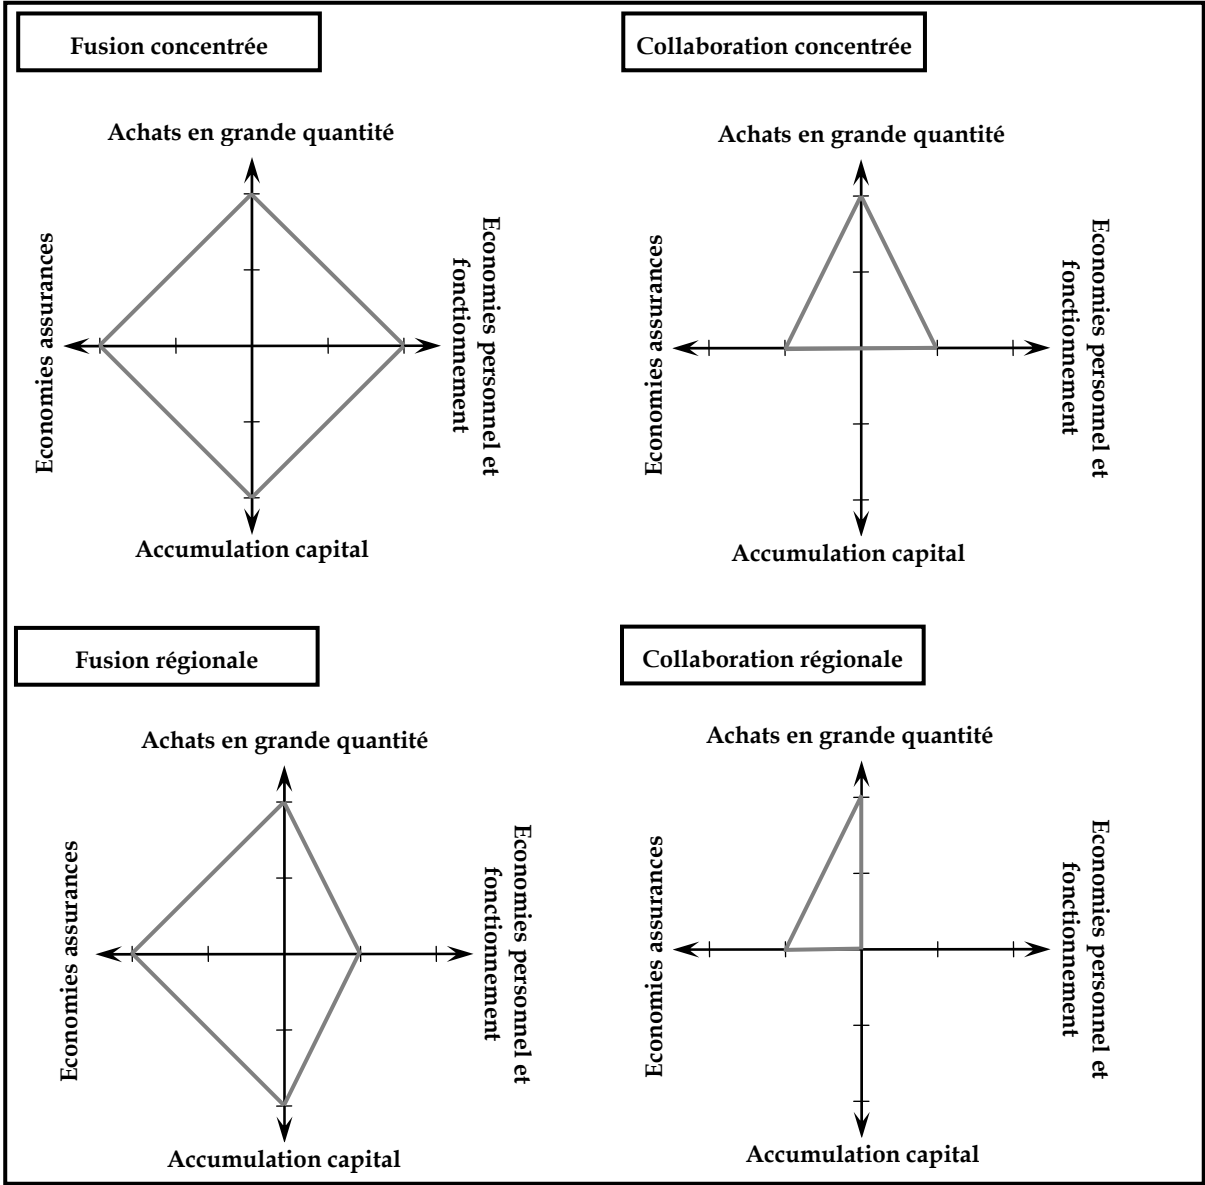 Fusion concentrée
Collaboration concentrée
Achats en grande quantité
Economies assurances
Economies personnel et
fonctionnement
Accumulation capital
Achats en grande quantité
Economies assurances
Economies personnel et
fonctionnement
Accumulation capital
Fusion régionale
Collaboration régionale
Achats en grande quantité
Economies assurances
Economies personnel et
fonctionnement
Accumulation capital
Achats en grande quantité
Economies assurances
Economies personnel et
fonctionnement
Accumulation capital